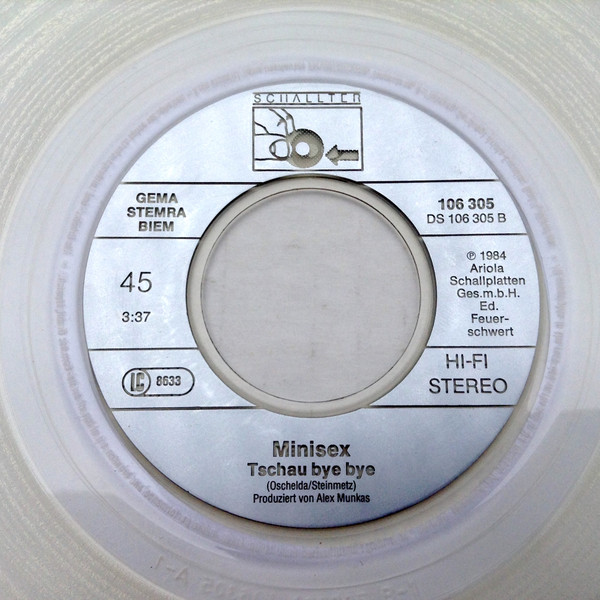 SCHALLTER
GEMA
STEMRA
BIEM
106 305
DS 106 305 B
45
3:37
℗ 1984
Ariola
Schallplatten
Ges.m.b.H.
Ed.
Feuer-
schwert
LC 8633
HI-FI
STEREO
Minisex
Tschau bye bye
(Oschelda/Steinmetz)
Produziert von Alex Munkas